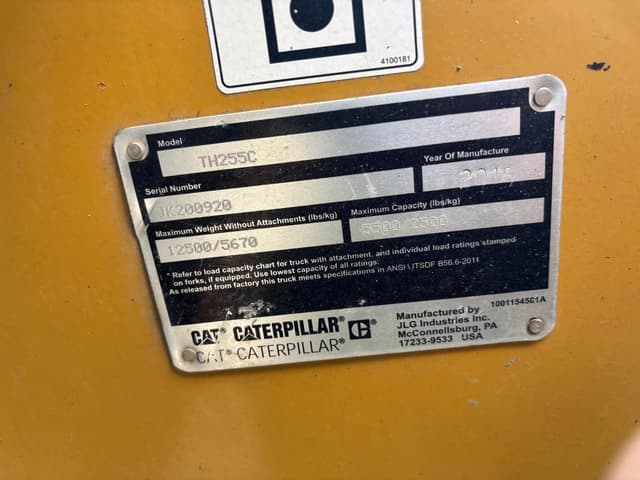 4100181
Model
TH255C
Serial Number
JK200920
Year Of Manufacture
Maximum Weight Without Attachments (lbs/kg)
12500/5670
Maximum Capacity (lbs/kg)
5500/2500
* Refer to load capacity chart for truck with attachment, and individual load ratings stamped
on forks, if equipped. Use lowest capacity of all ratings.
As released from factory this truck meets specifications in ANSI \ ITSDF B56.6-2011
1001154561A
CAT® CATERPILLAR® C®
CAT® CATERPILLAR®
Manufactured by
JLG Industries Inc.
McConnellsburg, PA
17233-9533 USA